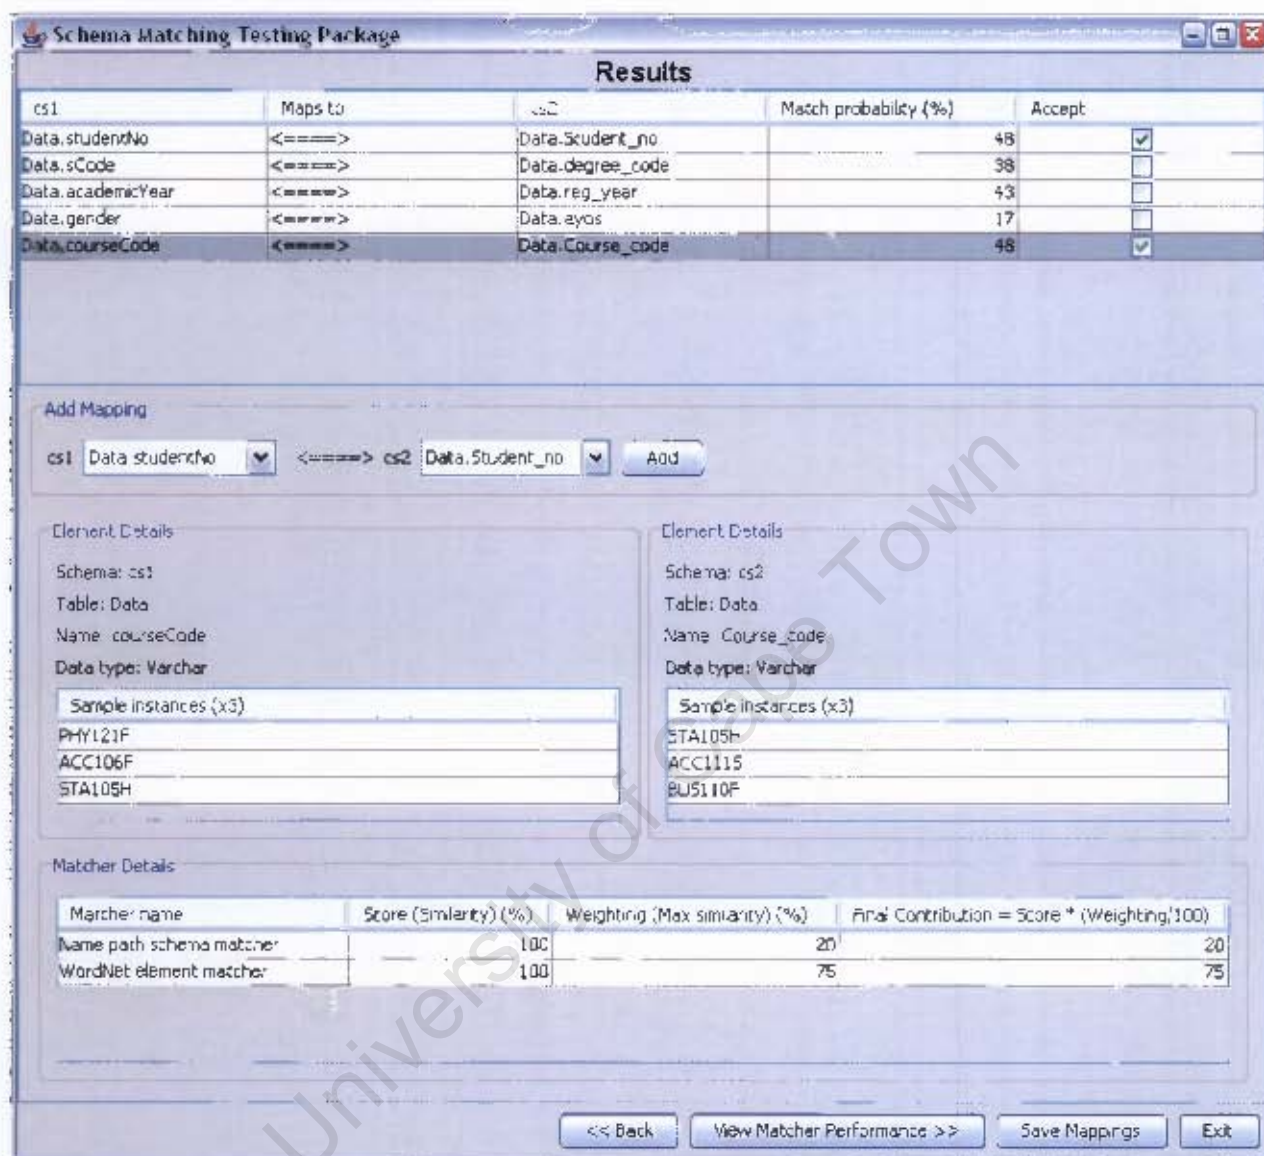 Schema Matching Testing Package
Results
cs1 Maps to cs2 Match probability (%) Accept
Data.studentNo <====> Data.Student_no 48
Data.sCode <====> Data.degree_code 38
Data.academicYear <====> Data.reg_year 43
Data.gender <====> Data.ayos 17
Data.courseCode <====> Data.Course_code 48
Add Mapping
cs1 Data.studentNo <====> cs2 Data.Student_no Add
Element Details Element Details
Schema: cs1 Schema: cs2
Table: Data Table: Data
Name: courseCode Name: Course_code
Data type: Varchar Data type: Varchar
Sample instances (x3) Sample instances (x3)
PHY121F STA105H
ACC106F ACC111S
STA105H BUS110F
Matcher Details
Matcher name Score (Similarity) (%) Weighting (Max similarity) (%) Final Contribution = Score * (Weighting/100)
Name path schema matcher 100 20 20
WordNet element matcher 100 75 75
<< Back View Matcher Performance >> Save Mappings Exit
University of Cape Town